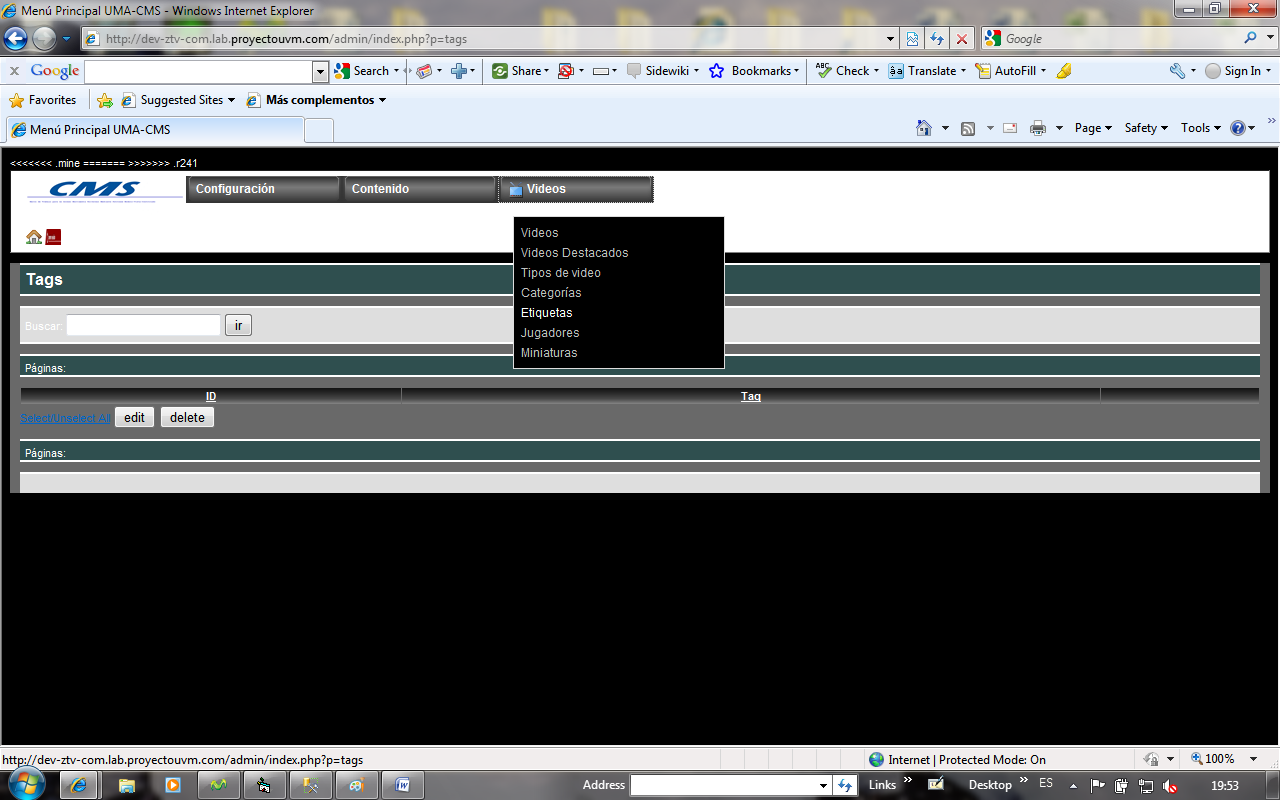 Menú Principal UMA-CMS - Windows Internet Explorer
http://dev-ztv-com.lab.proyectouvm.com/admin/index.php?p=tags
Google
x Google Search Share Sidewiki Bookmarks ABC Check âa Translate AutoFill Sign In
Favorites Suggested Sites Más complementos
Menú Principal UMA-CMS
Page Safety Tools
<<<<<<< .mine ======= >>>>>>> .r241
CMS Configuración Contenido Videos
Videos
Videos Destacados
Tipos de video
Categorías
Etiquetas
Jugadores
Miniaturas
Tags
Buscar: ir
Páginas:
ID Tag
Select/Unselect All edit delete
Páginas:
http://dev-ztv-com.lab.proyectouvm.com/admin/index.php?p=tags Internet | Protected Mode: On 100%
Address Links Desktop ES 19:53